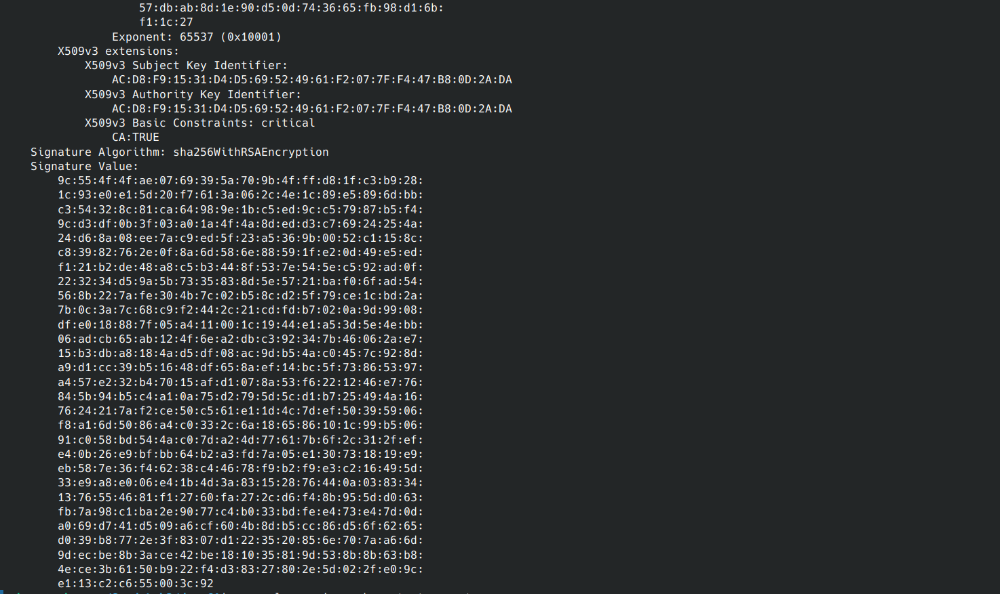 57:db:ab:8d:1e:90:d5:0d:74:36:65:fb:98:d1:6b:
f1:1c:27
Exponent: 65537 (0x10001)
X509v3 extensions:
X509v3 Subject Key Identifier:
AC:D8:F9:15:31:D4:D5:69:52:49:61:F2:07:7F:F4:47:B8:0D:2A:DA
X509v3 Authority Key Identifier:
AC:D8:F9:15:31:D4:D5:69:52:49:61:F2:07:7F:F4:47:B8:0D:2A:DA
X509v3 Basic Constraints: critical
CA:TRUE
Signature Algorithm: sha256WithRSAEncryption
Signature Value:
9c:55:4f:4f:ae:07:69:39:5a:70:9b:4f:ff:d8:1f:c3:b9:28:
1c:93:e0:e1:5d:20:f7:61:3a:06:2c:4e:1c:89:e5:89:6d:bb:
c3:54:32:8c:81:ca:64:98:9e:1b:c5:ed:9c:c5:79:87:b5:f4:
9c:d3:df:0b:3f:03:a0:1a:4f:4a:8d:ed:d3:c7:69:24:25:4a:
24:d6:8a:08:ee:7a:c9:ed:5f:23:a5:36:9b:00:52:c1:15:8c:
c8:39:82:76:2e:0f:8a:6d:58:6e:88:59:1f:e2:0d:49:e5:ed:
f1:21:b2:de:48:a8:c5:b3:44:8f:53:7e:54:5e:c5:92:ad:0f:
22:32:34:d5:9a:5b:73:35:83:8d:5e:57:21:ba:f0:6f:ad:54:
56:8b:22:7a:fe:30:4b:7c:02:b5:8c:d2:5f:79:ce:1c:bd:2a:
7b:0c:3a:7c:68:c9:f2:44:2c:21:cd:fd:b7:02:0a:9d:99:08:
df:e0:18:88:7f:05:a4:11:00:1c:19:44:e1:a5:3d:5e:4e:bb:
06:ad:cb:65:ab:12:4f:6e:a2:db:c3:92:34:7b:46:06:2a:e7:
15:b3:db:a8:18:4a:d5:df:08:ac:9d:b5:4a:c0:45:7c:92:8d:
a9:d1:cc:39:b5:16:48:df:65:8a:ef:14:bc:5f:73:86:53:97:
a4:57:e2:32:b4:70:15:af:d1:07:8a:53:f6:22:12:46:e7:76:
84:5b:94:b5:c4:a1:0a:75:d2:79:5d:5c:d1:b7:25:49:4a:16:
76:24:21:7a:f2:ce:50:c5:61:e1:1d:4c:7d:ef:50:39:59:06:
f8:a1:6d:50:86:a4:c0:33:2c:6a:18:65:86:10:1c:99:b5:06:
91:c0:58:bd:54:4a:c0:7d:a2:4d:77:61:7b:6f:2c:31:2f:ef:
e4:0b:26:e9:bf:bb:64:b2:a3:fd:7a:05:e1:30:73:18:19:e9:
eb:58:7e:36:f4:62:38:c4:46:78:f9:b2:f9:e3:c2:16:49:5d:
33:e9:a8:e0:06:e4:1b:4d:3a:83:15:28:76:44:0a:03:83:34:
13:76:55:46:81:f1:27:60:fa:27:2c:d6:f4:8b:95:5d:d0:63:
fb:7a:98:c1:ba:2e:90:77:c4:b0:33:bd:fe:e4:73:e4:7d:0d:
a0:69:d7:41:d5:09:a6:cf:60:4b:8d:b5:cc:86:d5:6f:62:65:
d0:39:b8:77:2e:3f:83:07:d1:22:35:20:85:6e:70:7a:a6:6d:
9d:ec:be:8b:3a:ce:42:be:18:10:35:81:9d:53:8b:8b:63:b8:
4e:ce:3b:61:50:b9:22:f4:d3:83:27:80:2e:5d:02:2f:e0:9c:
e1:13:c2:c6:55:00:3c:92